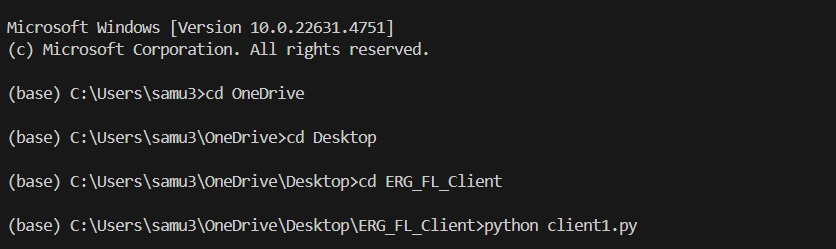 Microsoft Windows [Version 10.0.22631.4751]
(c) Microsoft Corporation. All rights reserved.
(base) C:\Users\samu3>cd OneDrive
(base) C:\Users\samu3\OneDrive>cd Desktop
(base) C:\Users\samu3\OneDrive\Desktop>cd ERG_FL_Client
(base) C:\Users\samu3\OneDrive\Desktop\ERG_FL_Client>python client1.py